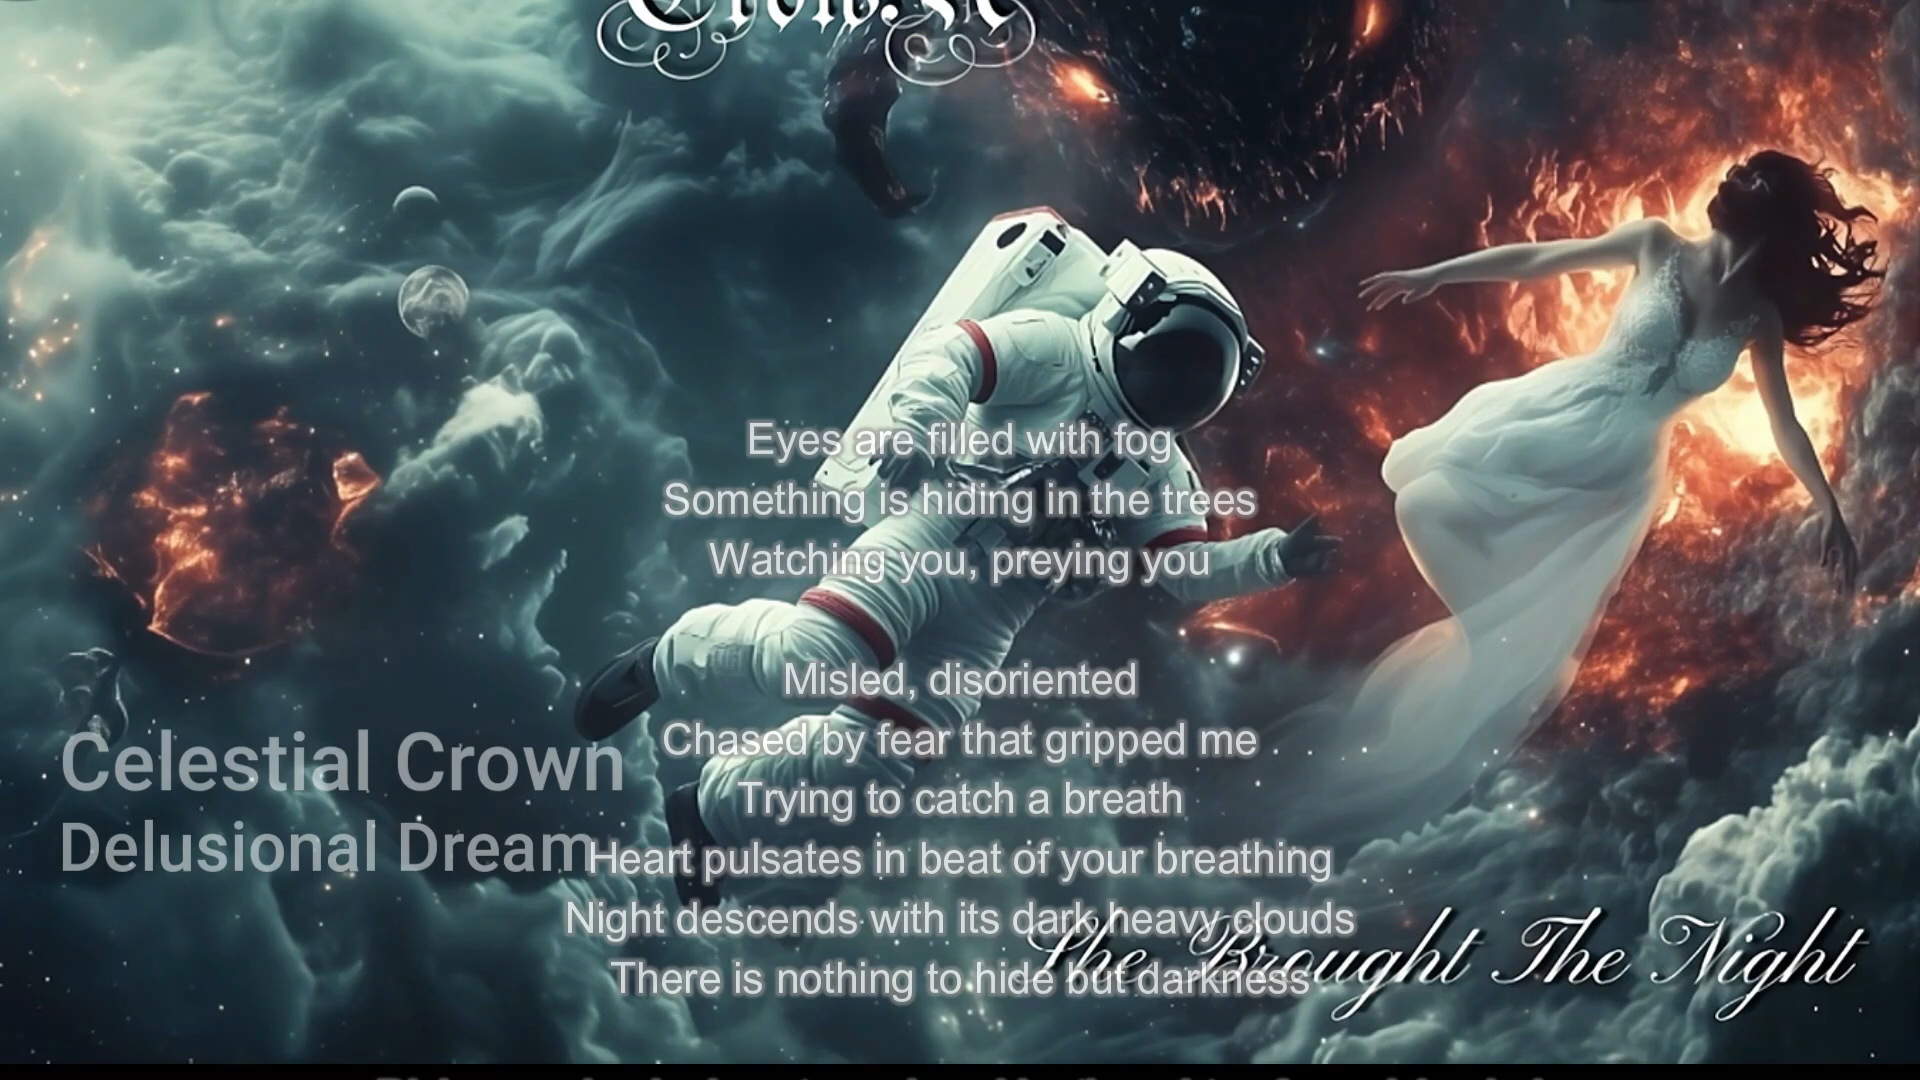 Eyes are filled with fog
Something is hiding in the trees
Watching you, preying you
Misled, disoriented
Chased by fear that gripped me
Trying to catch a breath
Heart pulsates in beat of your breathing
Night descends with its dark heavy clouds
There is nothing to hide but darkness
Celestial Crown
Delusional Dream
She Brought The Night